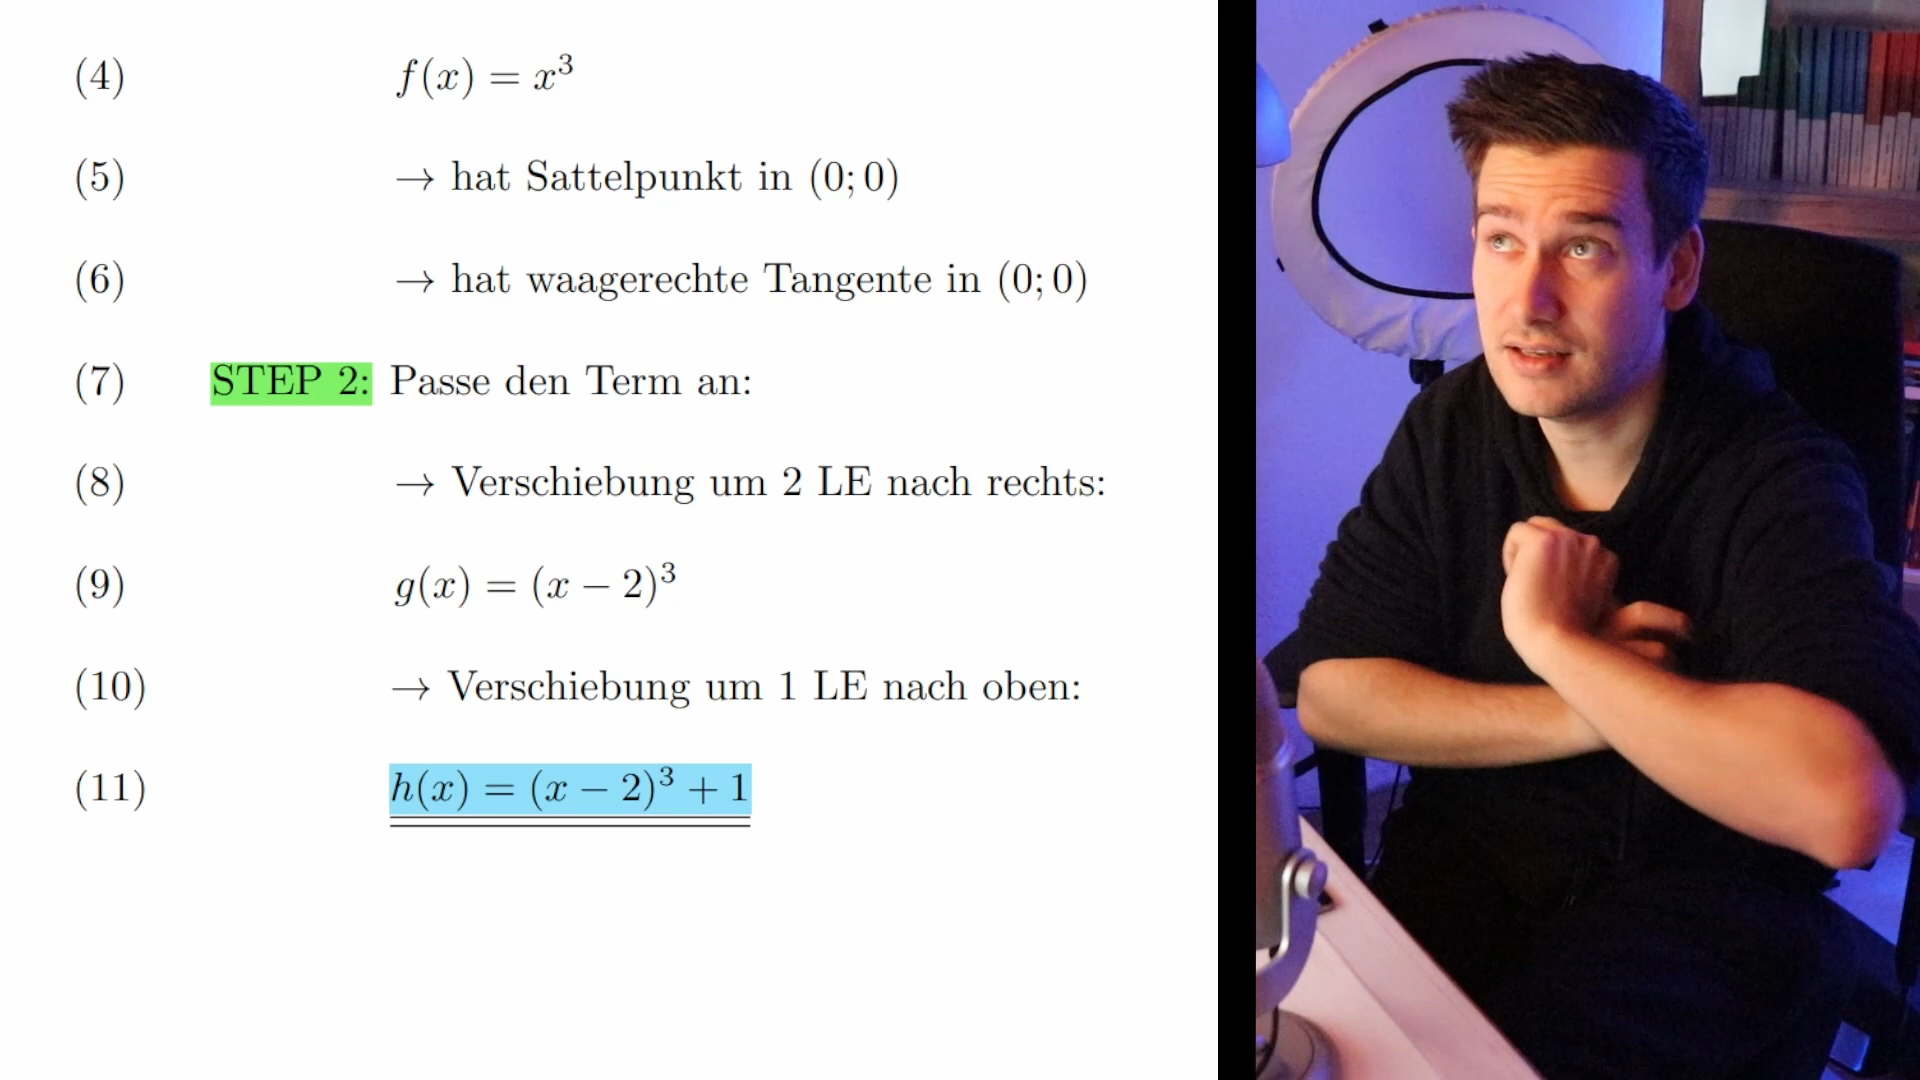 (4) f(x) = x³
(5) → hat Sattelpunkt in (0; 0)
(6) → hat waagerechte Tangente in (0; 0)
(7) STEP 2: Passe den Term an:
(8) → Verschiebung um 2 LE nach rechts:
(9) g(x) = (x − 2)³
(10) → Verschiebung um 1 LE nach oben:
(11) h(x) = (x − 2)³ + 1